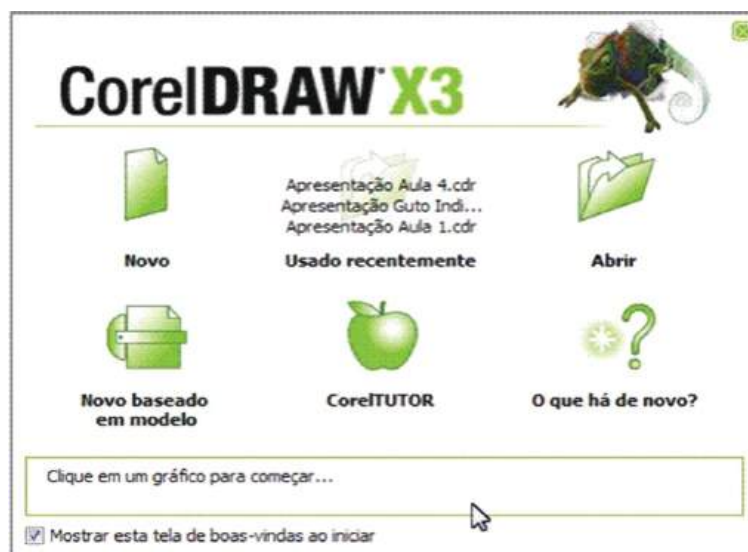 CorelDRAW™ X3
Apresentação Aula 4.cdr
Apresentação Guto Indi...
Apresentação Aula 1.cdr
Novo
Usado recentemente
Abrir
Novo baseado
em modelo
CorelTUTOR
O que há de novo?
Clique em um gráfico para começar...
Mostrar esta tela de boas-vindas ao iniciar